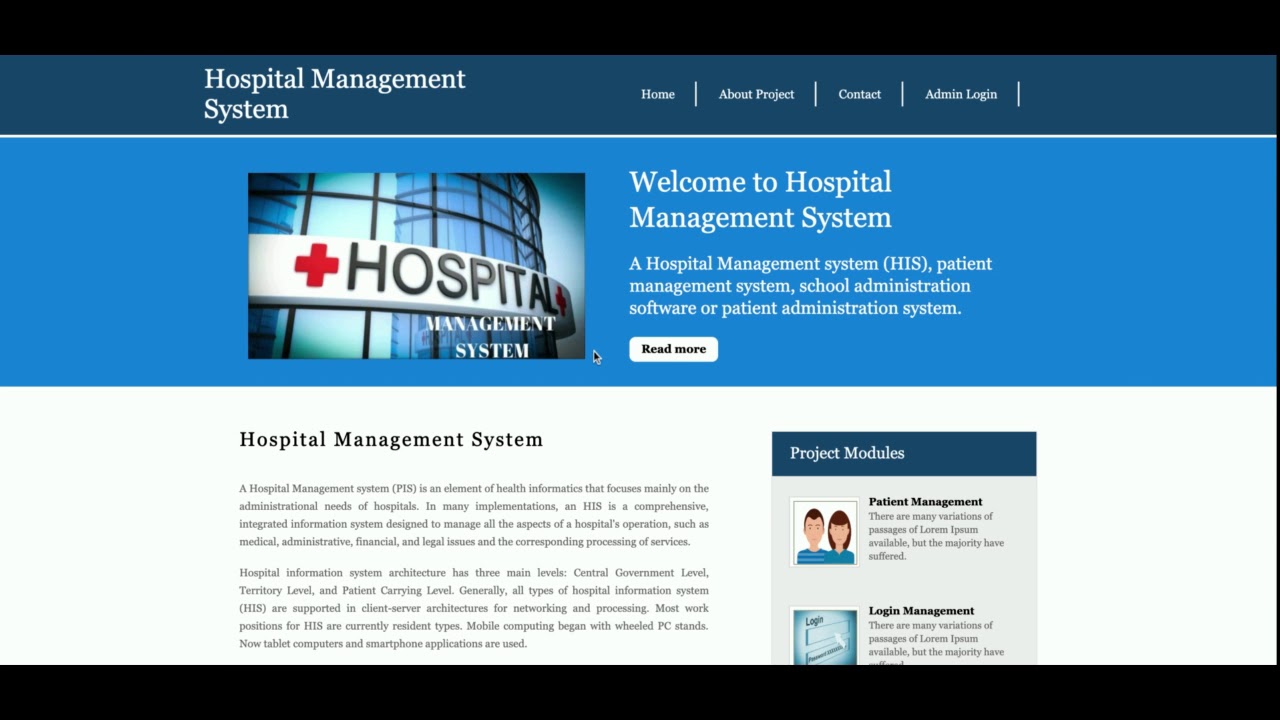 Hospital Management
System
Home
About Project
Contact
Admin Login
HOSPITAL
MANAGEMENT
SYSTEM
Welcome to Hospital
Management System
A Hospital Management system (HIS), patient
management system, school administration
software or patient administration system.
Read more
Hospital Management System
A Hospital Management system (PIS) is an element of health informatics that focuses mainly on the
administrational needs of hospitals. In many implementations, an HIS is a comprehensive,
integrated information system designed to manage all the aspects of a hospital's operation, such as
medical, administrative, financial, and legal issues and the corresponding processing of services.
Hospital information system architecture has three main levels: Central Government Level,
Territory Level, and Patient Carrying Level. Generally, all types of hospital information system
(HIS) are supported in client-server architectures for networking and processing. Most work
positions for HIS are currently resident types. Mobile computing began with wheeled PC stands.
Now tablet computers and smartphone applications are used.
Project Modules
Patient Management
There are many variations of
passages of Lorem Ipsum
available, but the majority have
suffered.
Login
Login Management
There are many variations of
passages of Lorem Ipsum
available, but the majority have